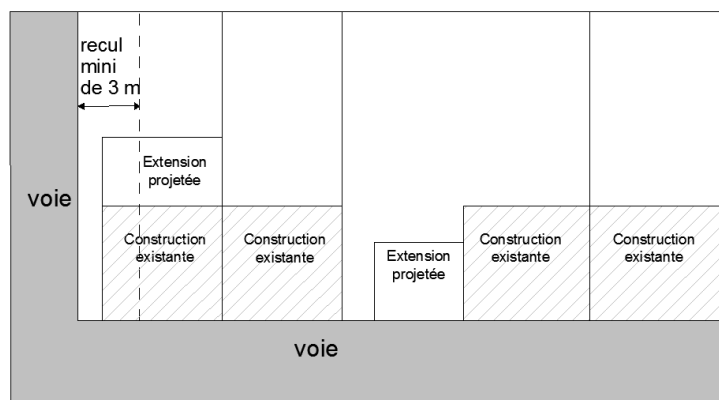 recul
mini
de 3 m
Extension
projetée
voie
Construction
existante
Construction
existante
Extension
projetée
Construction
existante
Construction
existante
voie